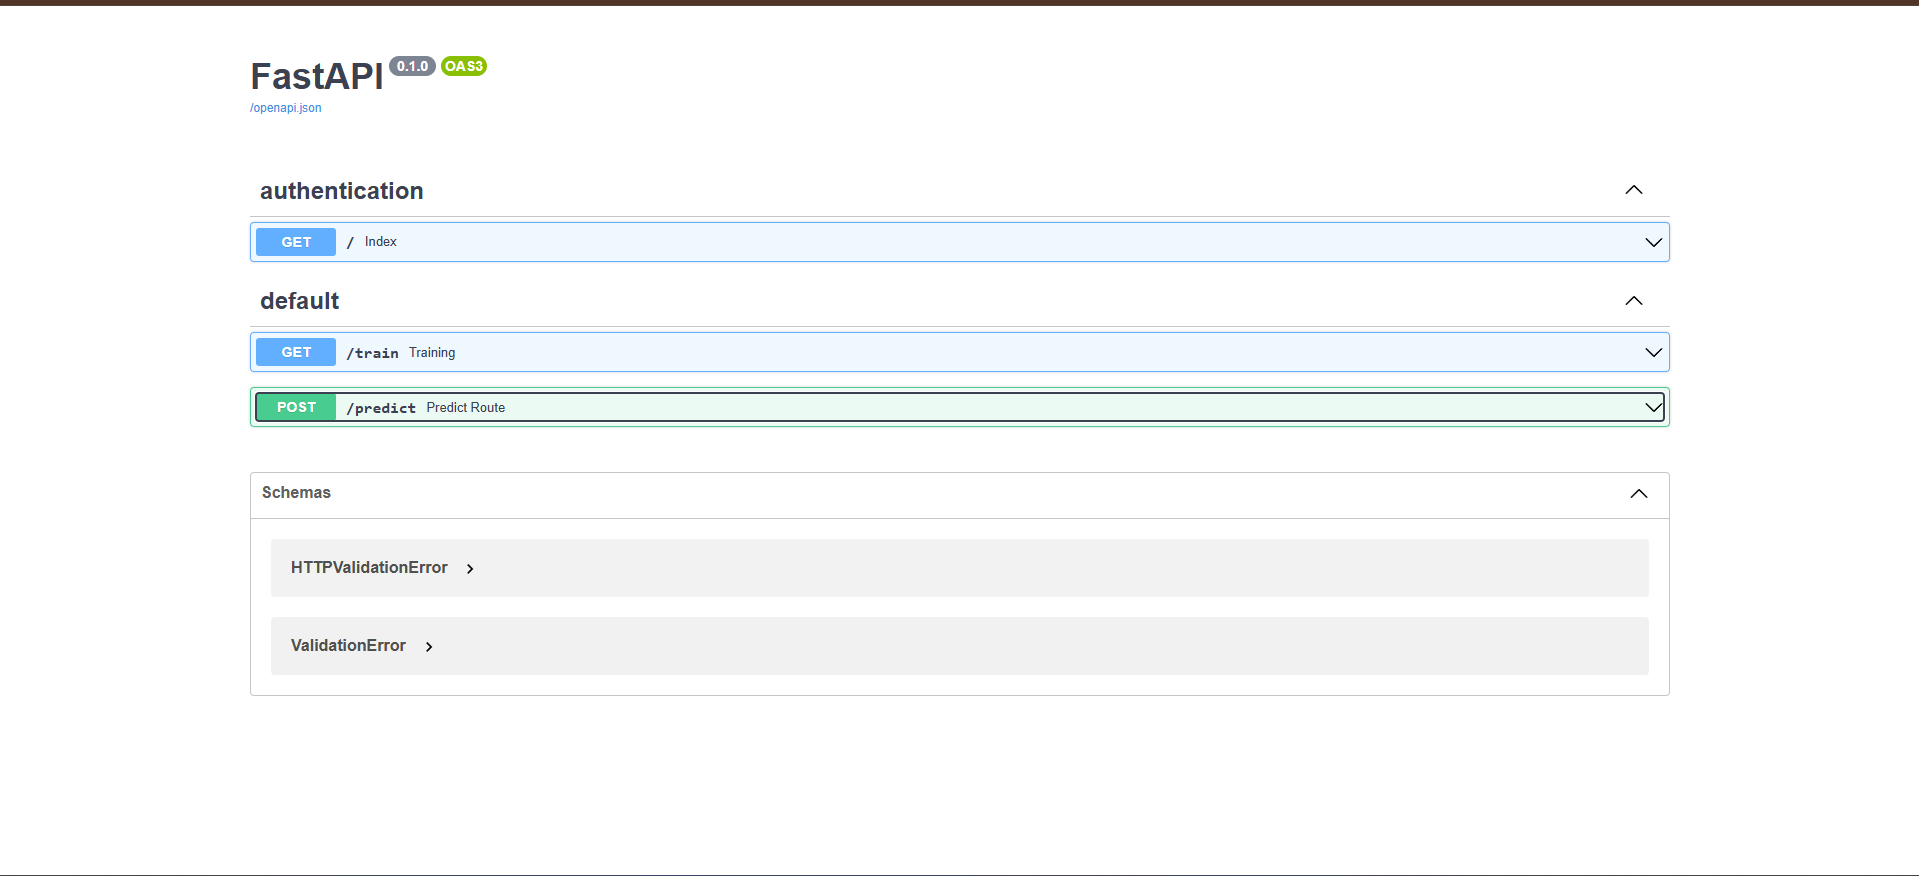 FastAPI 0.1.0 OAS3
/openapi.json
authentication
GET / Index
default
GET /train Training
POST /predict Predict Route
Schemas
HTTPValidationError
ValidationError